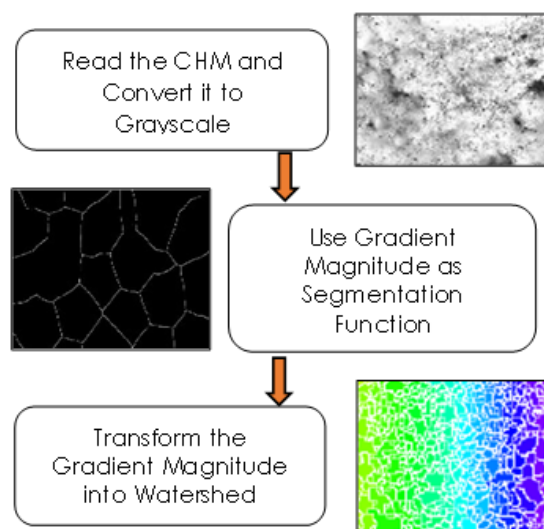 Read the CHM and
Convert it to
Grayscale
Use Gradient
Magnitude as
Segmentation
Function
Transform the
Gradient Magnitude
into Watershed